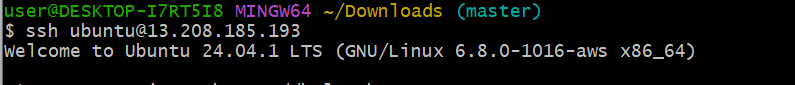 user@DESKTOP-I7RT5I8 MINGW64 ~/Downloads (master)
$ ssh ubuntu@13.208.185.193
Welcome to Ubuntu 24.04.1 LTS (GNU/Linux 6.8.0-1016-aws x86_64)